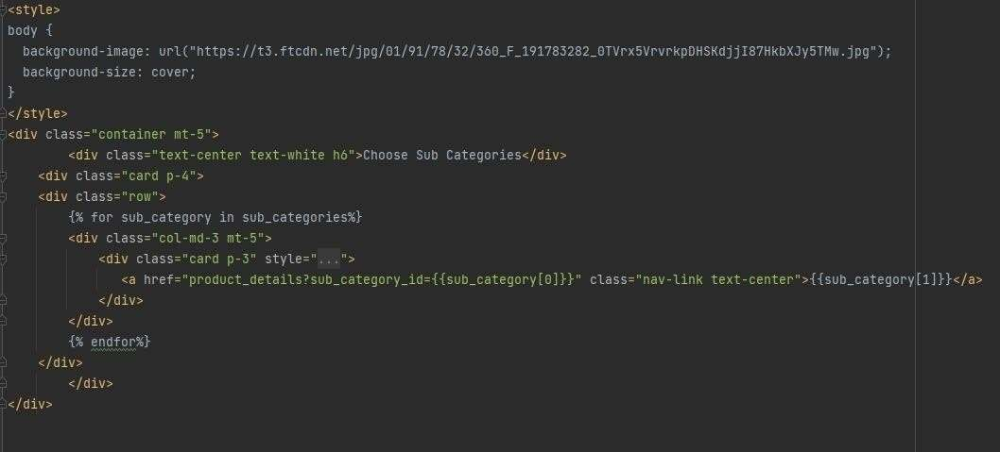 <style>
body {
  background-image: url("https://t3.ftcdn.net/jpg/01/91/78/32/360_F_191783282_0TVrx5VrvrkpDHSKdjjI87HkbXJy5TMw.jpg");
  background-size: cover;
}
</style>
<div class="container mt-5">
        <div class="text-center text-white h6">Choose Sub Categories</div>
    <div class="card p-4">
    <div class="row">
        {% for sub_category in sub_categories%}
        <div class="col-md-3 mt-5">
            <div class="card p-3" style="...">
               <a href="product_details?sub_category_id={{sub_category[0]}}" class="nav-link text-center">{{sub_category[1]}}</a>
            </div>
        </div>
        {% endfor%}
    </div>
        </div>
</div>